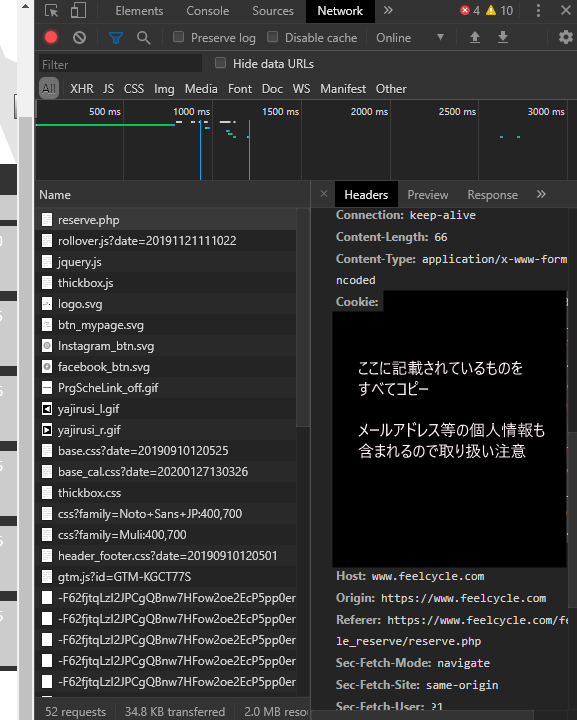 Elements Console Sources Network » 4 10
Preserve log Disable cache Online
Filter Hide data URLs
All XHR JS CSS Img Media Font Doc WS Manifest Other
500 ms 1000 ms 1500 ms 2000 ms 2500 ms 3000 ms
Name
reserve.php
rollover.js?date=20191121111022
jquery.js
thickbox.js
logo.svg
btn_mypage.svg
Instagram_btn.svg
facebook_btn.svg
PrgScheLink_off.gif
yajirusi_l.gif
yajirusi_r.gif
base.css?date=20190910120525
base_cal.css?date=20200127130326
thickbox.css
css?family=Noto+Sans+JP:400,700
css?family=Muli:400,700
header_footer.css?date=20190910120501
gtm.js?id=GTM-KGCT77S
-F62fjtqLzI2JPCgQBnw7HFow2oe2EcP5pp0er
-F62fjtqLzI2JPCgQBnw7HFow2oe2EcP5pp0er
-F62fjtqLzI2JPCgQBnw7HFow2oe2EcP5pp0er
-F62fjtqLzI2JPCgQBnw7HFow2oe2EcP5pp0er
-F62fjtqLzI2JPCgQBnw7HFow2oe2EcP5pp0er
52 requests 34.8 KB transferred 2.0 MB reso
× Headers Preview Response »
Connection: keep-alive
Content-Length: 66
Content-Type: application/x-www-form
ncoded
Cookie:
ここに記載されているものを
すべてコピー
メールアドレス等の個人情報も
含まれるので取り扱い注意
Host: www.feelcycle.com
Origin: https://www.feelcycle.com
Referer: https://www.feelcycle.com/fe
le_reserve/reserve.php
Sec-Fetch-Mode: navigate
Sec-Fetch-Site: same-origin
Sec-Fetch-User: ?1